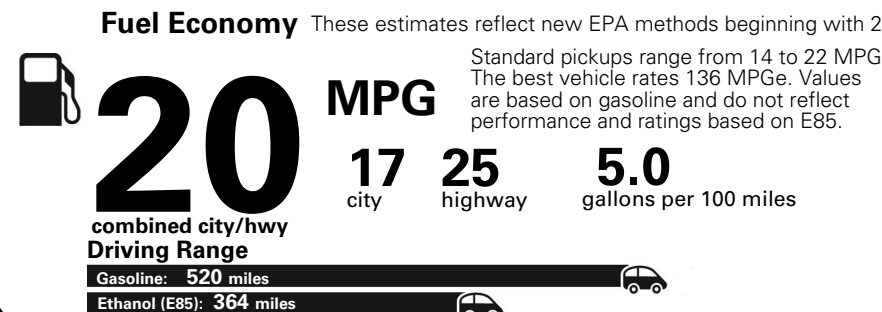 Fuel Economy These estimates reflect new EPA methods beginning with 2
Standard pickups range from 14 to 22 MPG
The best vehicle rates 136 MPGe. Values
are based on gasoline and do not reflect
performance and ratings based on E85.
20 MPG
17 city 25 highway 5.0 gallons per 100 miles
combined city/hwy
Driving Range
Gasoline: 520 miles
Ethanol (E85): 364 miles